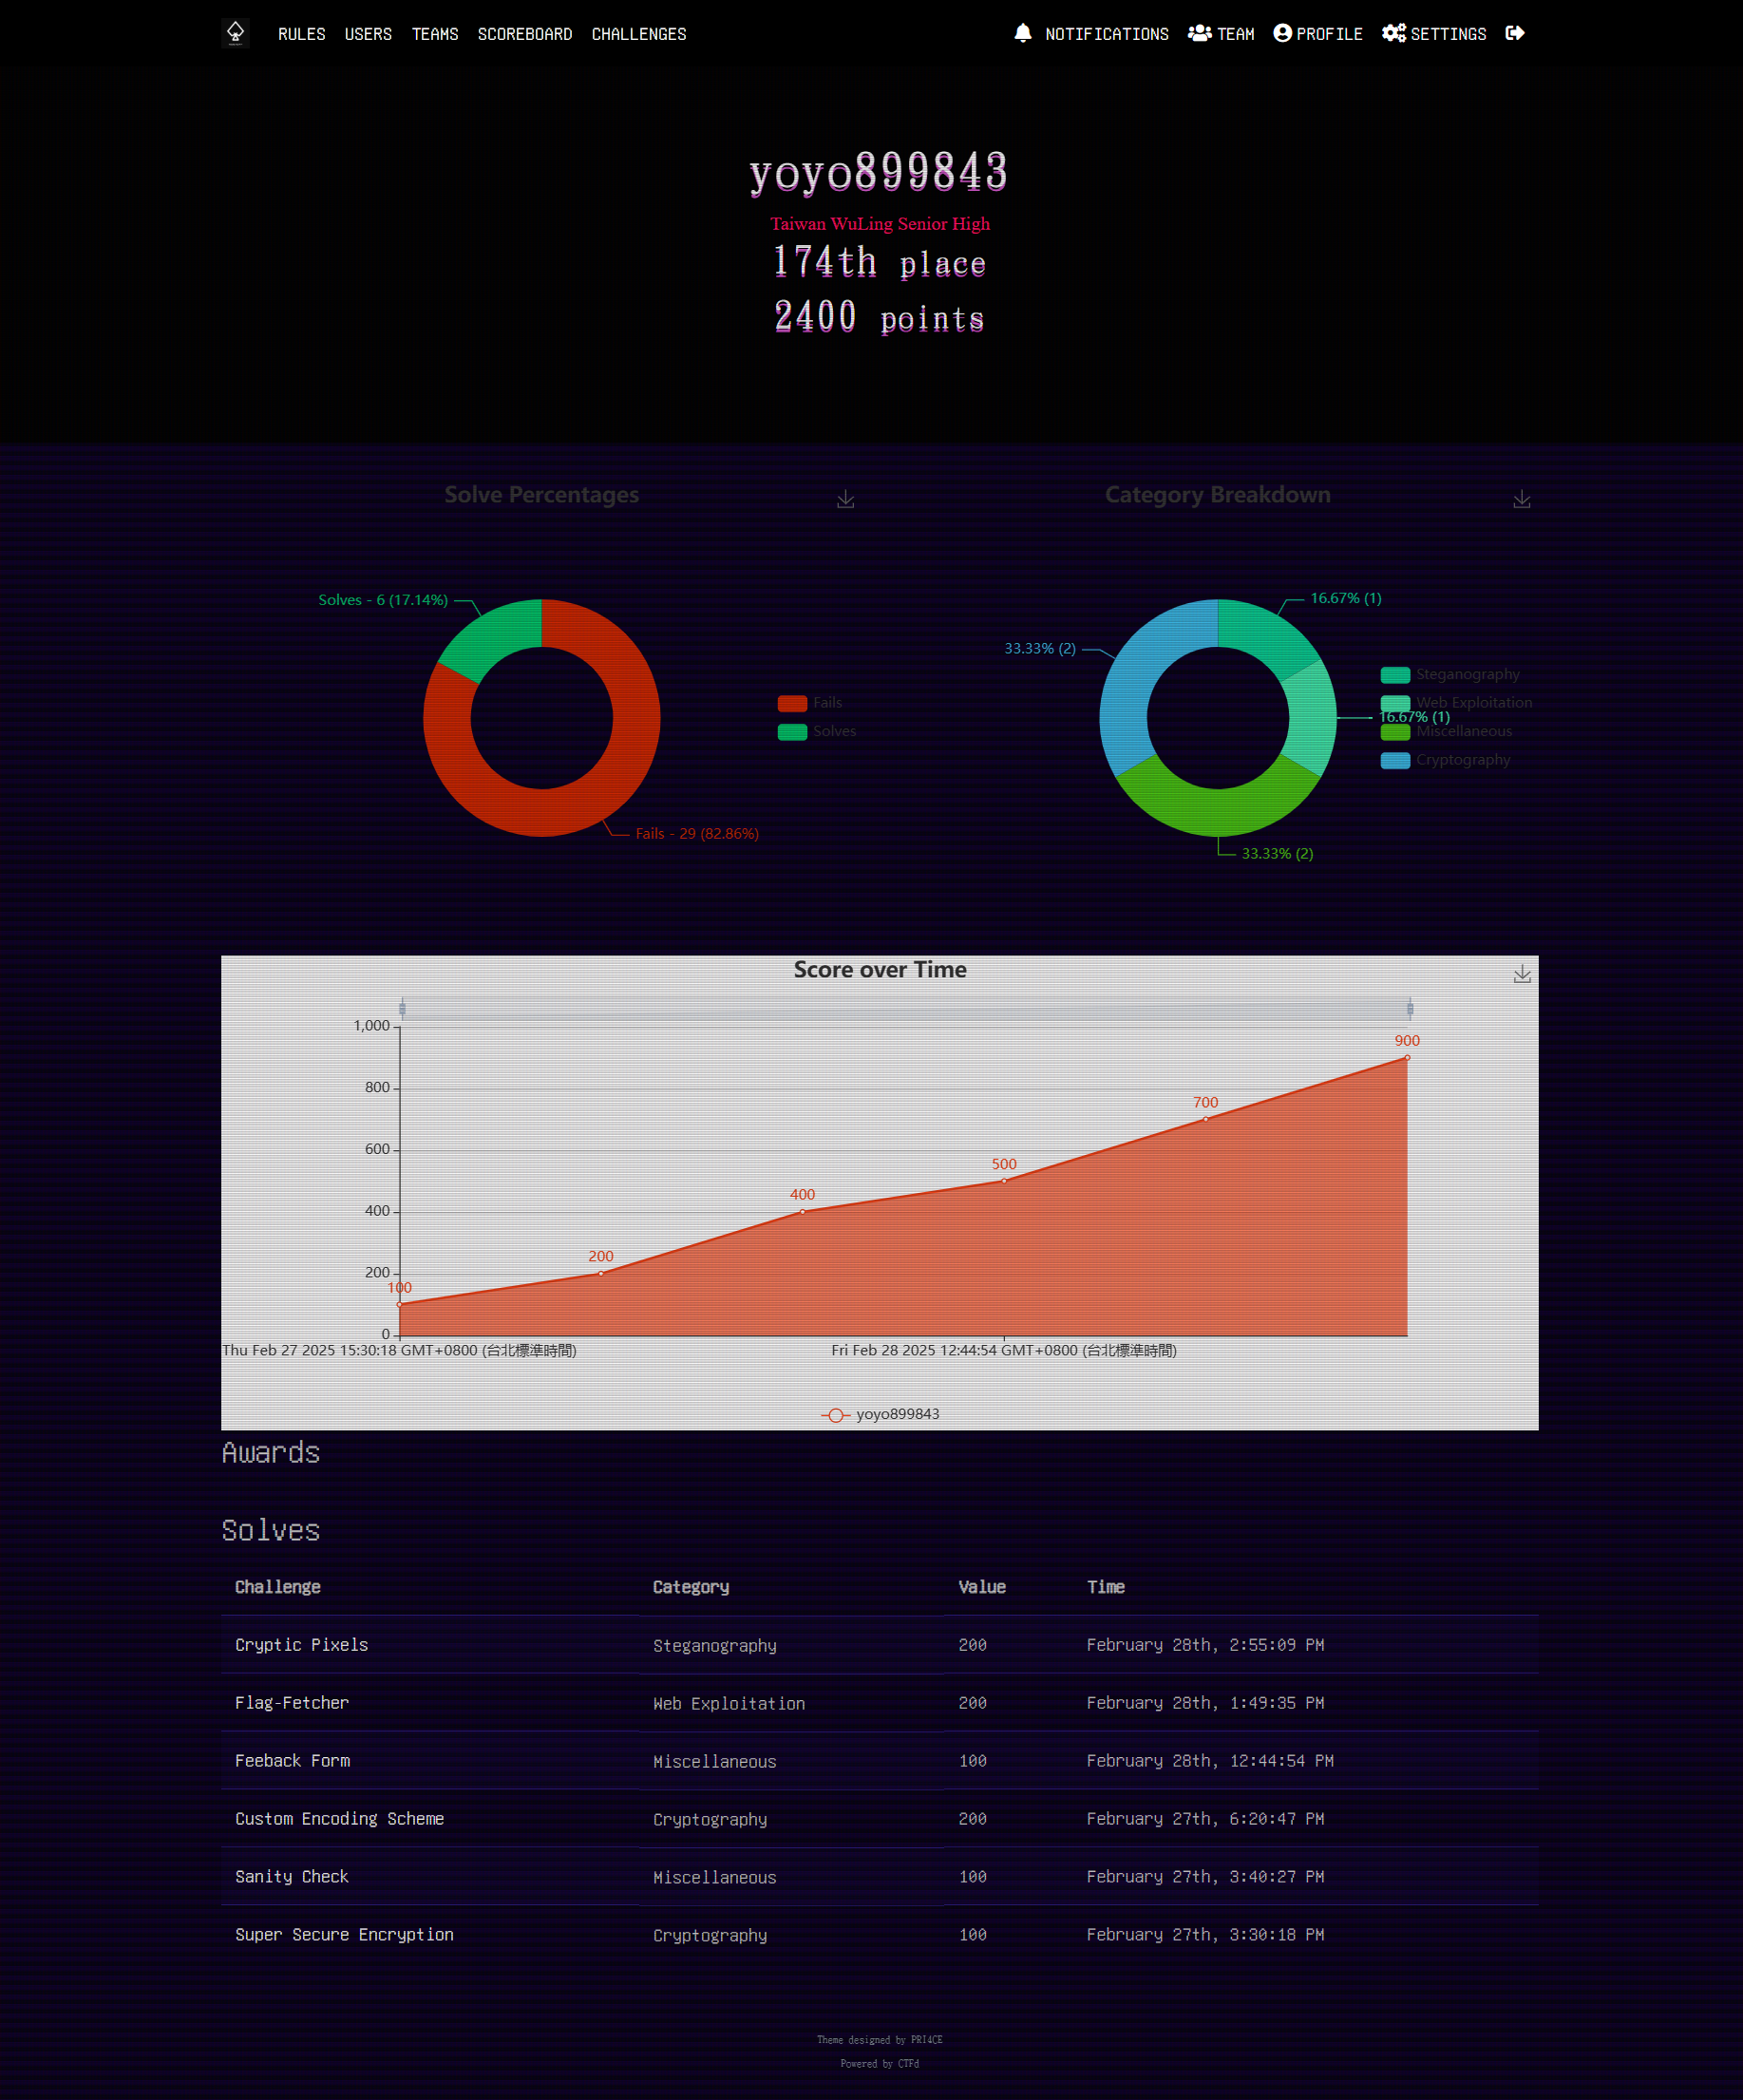 RULES USERS TEAMS SCOREBOARD CHALLENGES NOTIFICATIONS TEAM PROFILE SETTINGS
yoyo899843
Taiwan WuLing Senior High
174th place
2400 points
Solve Percentages
Solves - 6 (17.14%)
Fails
Solves
Fails - 29 (82.86%)
Category Breakdown
16.67% (1)
33.33% (2)
Steganography
Web Exploitation
16.67% (1)
Miscellaneous
Cryptography
33.33% (2)
Score over Time
1,000
800
600
400
200
0
100
200
400
500
700
900
Thu Feb 27 2025 15:30:18 GMT+0800 (台北標準時間)
Fri Feb 28 2025 12:44:54 GMT+0800 (台北標準時間)
yoyo899843
Awards
Solves
Challenge Category Value Time
Cryptic Pixels Steganography 200 February 28th, 2:55:09 PM
Flag-Fetcher Web Exploitation 200 February 28th, 1:49:35 PM
Feeback Form Miscellaneous 100 February 28th, 12:44:54 PM
Custom Encoding Scheme Cryptography 200 February 27th, 6:20:47 PM
Sanity Check Miscellaneous 100 February 27th, 3:40:27 PM
Super Secure Encryption Cryptography 100 February 27th, 3:30:18 PM
Theme designed by PRI4CE
Powered by CTFd